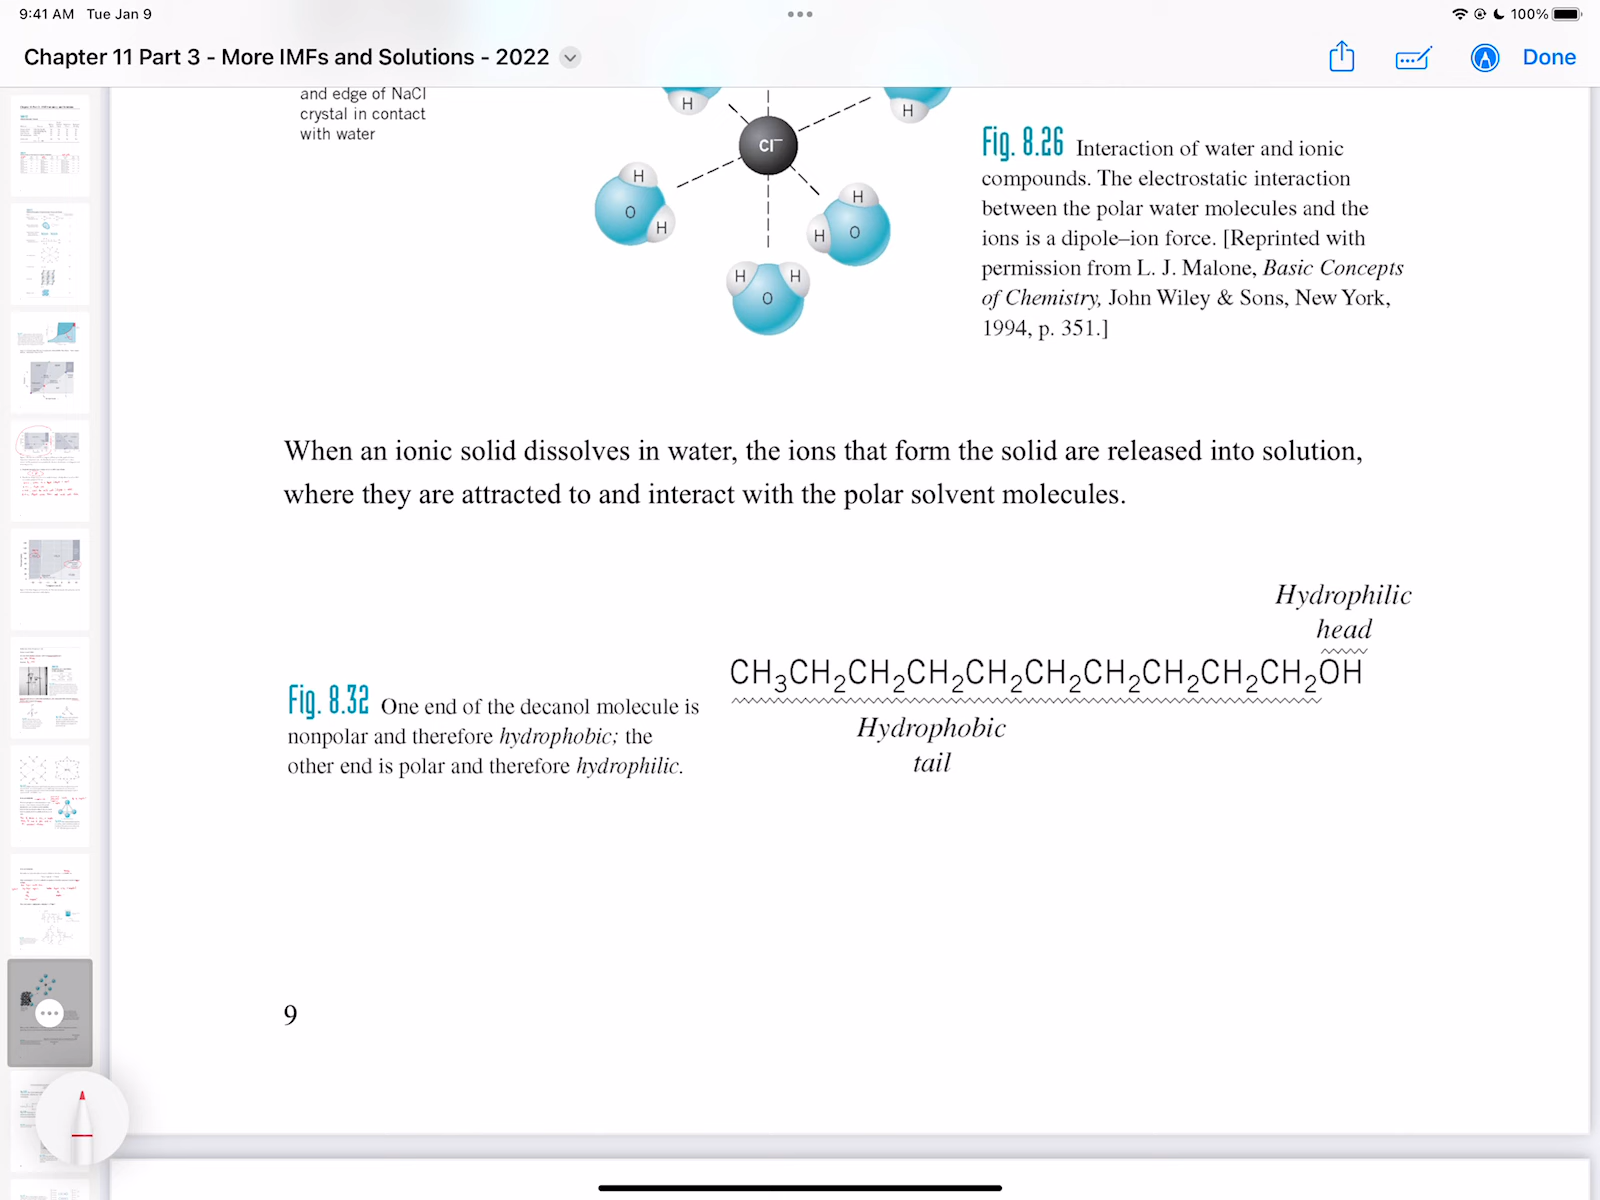 9:41 AM Tue Jan 9
100%
Chapter 11 Part 3 - More IMFs and Solutions - 2022
Done
and edge of NaCl
crystal in contact
with water
H
H
Cl⁻
H
O
H
H
H
O
H
H
O
Fig. 8.26 Interaction of water and ionic
compounds. The electrostatic interaction
between the polar water molecules and the
ions is a dipole–ion force. [Reprinted with
permission from L. J. Malone, Basic Concepts
of Chemistry, John Wiley & Sons, New York,
1994, p. 351.]
When an ionic solid dissolves in water, the ions that form the solid are released into solution,
where they are attracted to and interact with the polar solvent molecules.
Hydrophilic
head
CH₃CH₂CH₂CH₂CH₂CH₂CH₂CH₂CH₂CH₂OH
Hydrophobic
tail
Fig. 8.32 One end of the decanol molecule is
nonpolar and therefore hydrophobic; the
other end is polar and therefore hydrophilic.
9